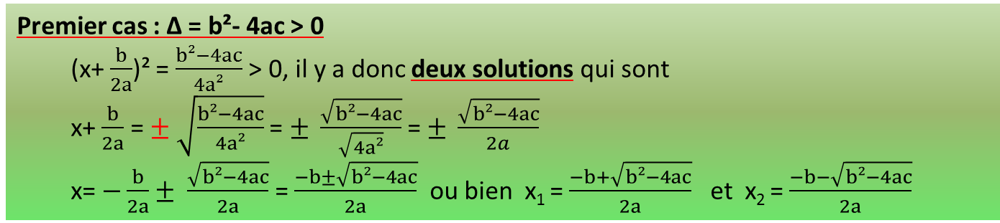 Premier cas : Δ = b²- 4ac > 0
(x+ b/2a)² = (b²−4ac)/4a² > 0, il y a donc deux solutions qui sont
x+ b/2a = ± √((b²−4ac)/4a²) = ± √(b²−4ac)/√(4a²) = ± √(b²−4ac)/2a
x= − b/2a ± √(b²−4ac)/2a = (−b±√(b²−4ac))/2a ou bien x₁ = (−b+√(b²−4ac))/2a et x₂ = (−b−√(b²−4ac))/2a